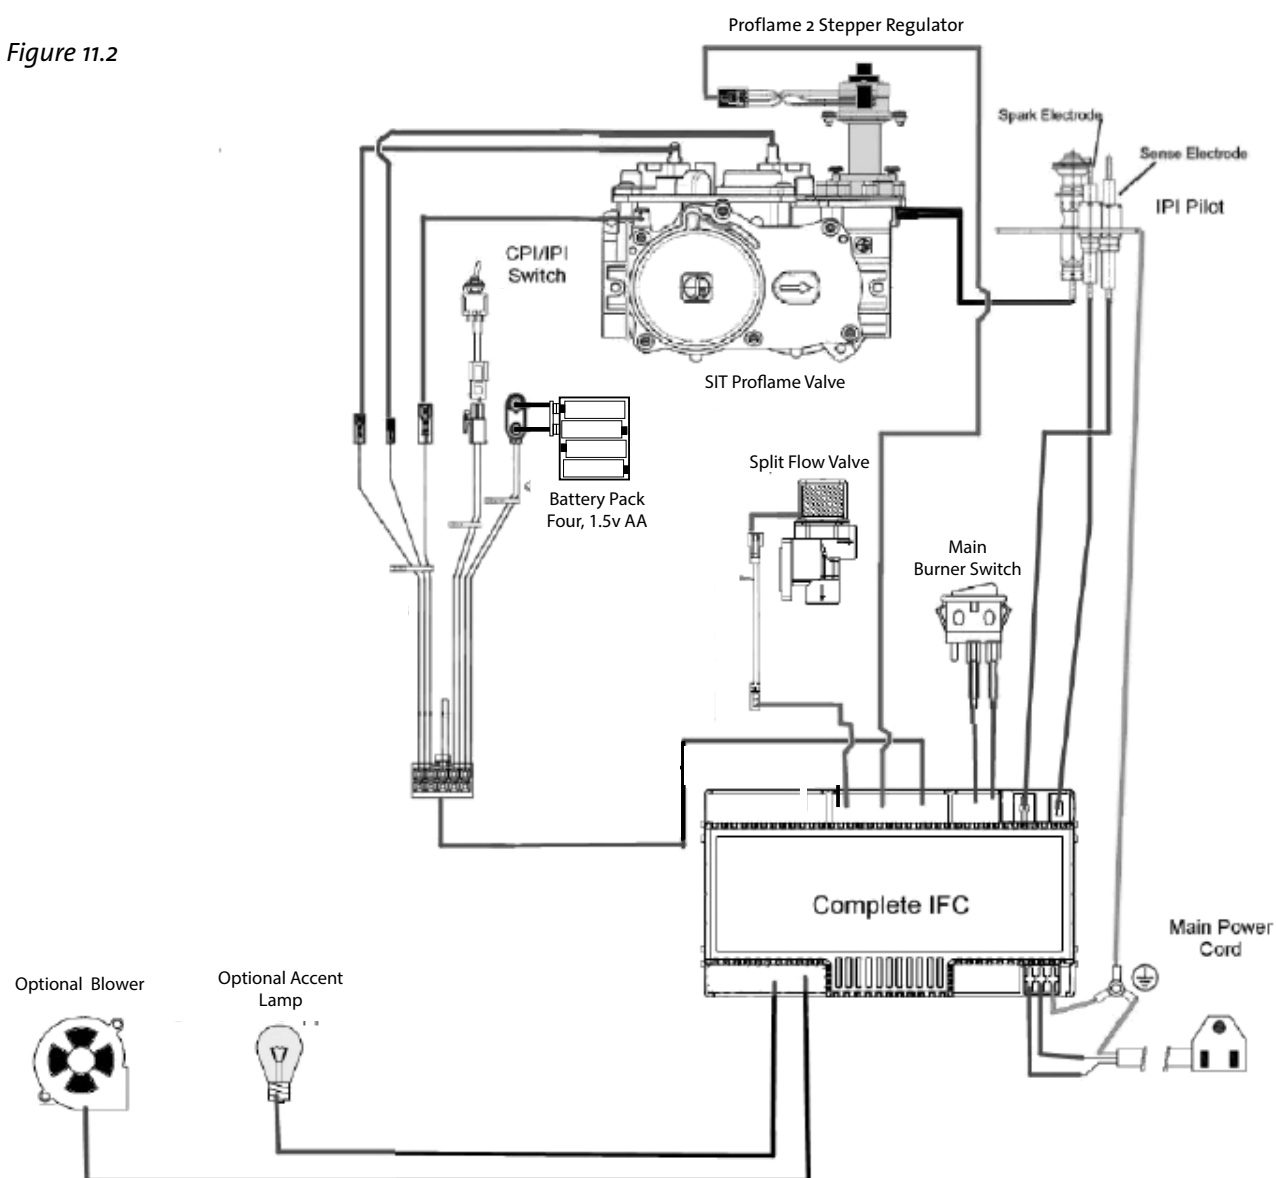 Proflame 2 Stepper Regulator
Figure 11.2
Spark Electrode
Sense Electrode
IPI Pilot
CPI/IPI
Switch
SIT Proflame Valve
Split Flow Valve
Battery Pack
Four, 1.5v AA
Main
Burner Switch
Complete IFC
Main Power
Cord
Optional Blower
Optional Accent
Lamp